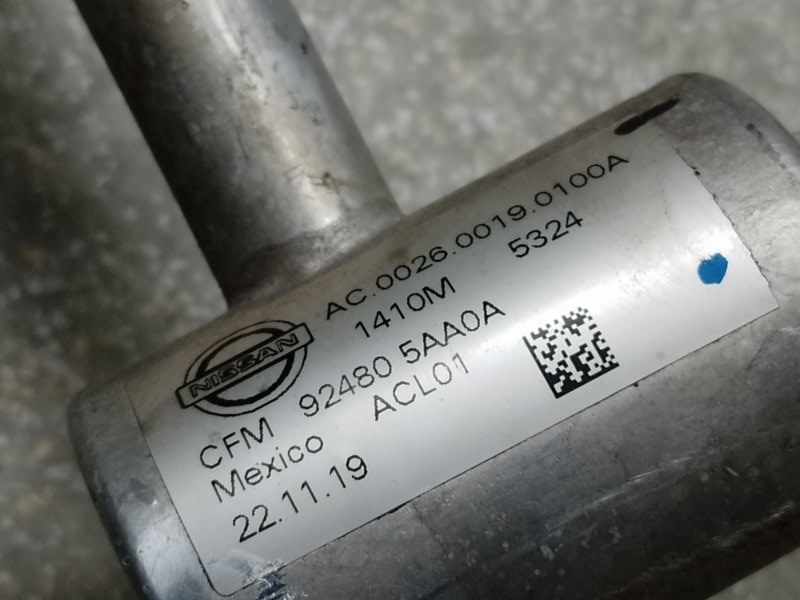 AC.0026.0019.0100A
1410M 5324
NISSAN
92480 5AA0A
CFM ACL01
Mexico
22.11.19